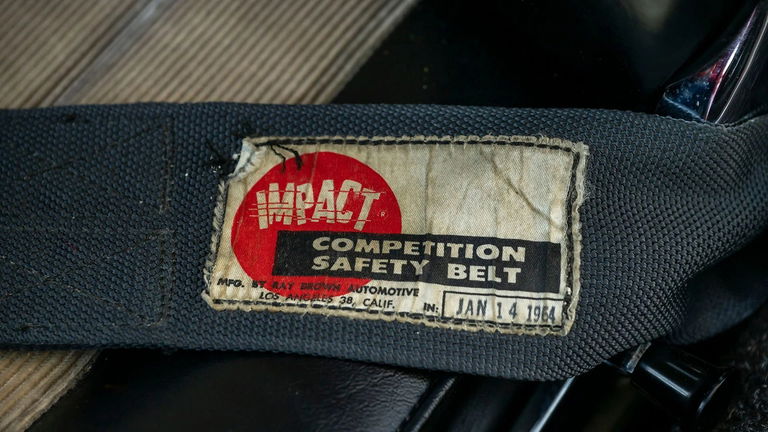 IMPACT®
COMPETITION
SAFETY BELT
MFG. BY RAY BROWN AUTOMOTIVE
LOS ANGELES 38, CALIF. IN: JAN 14 1964